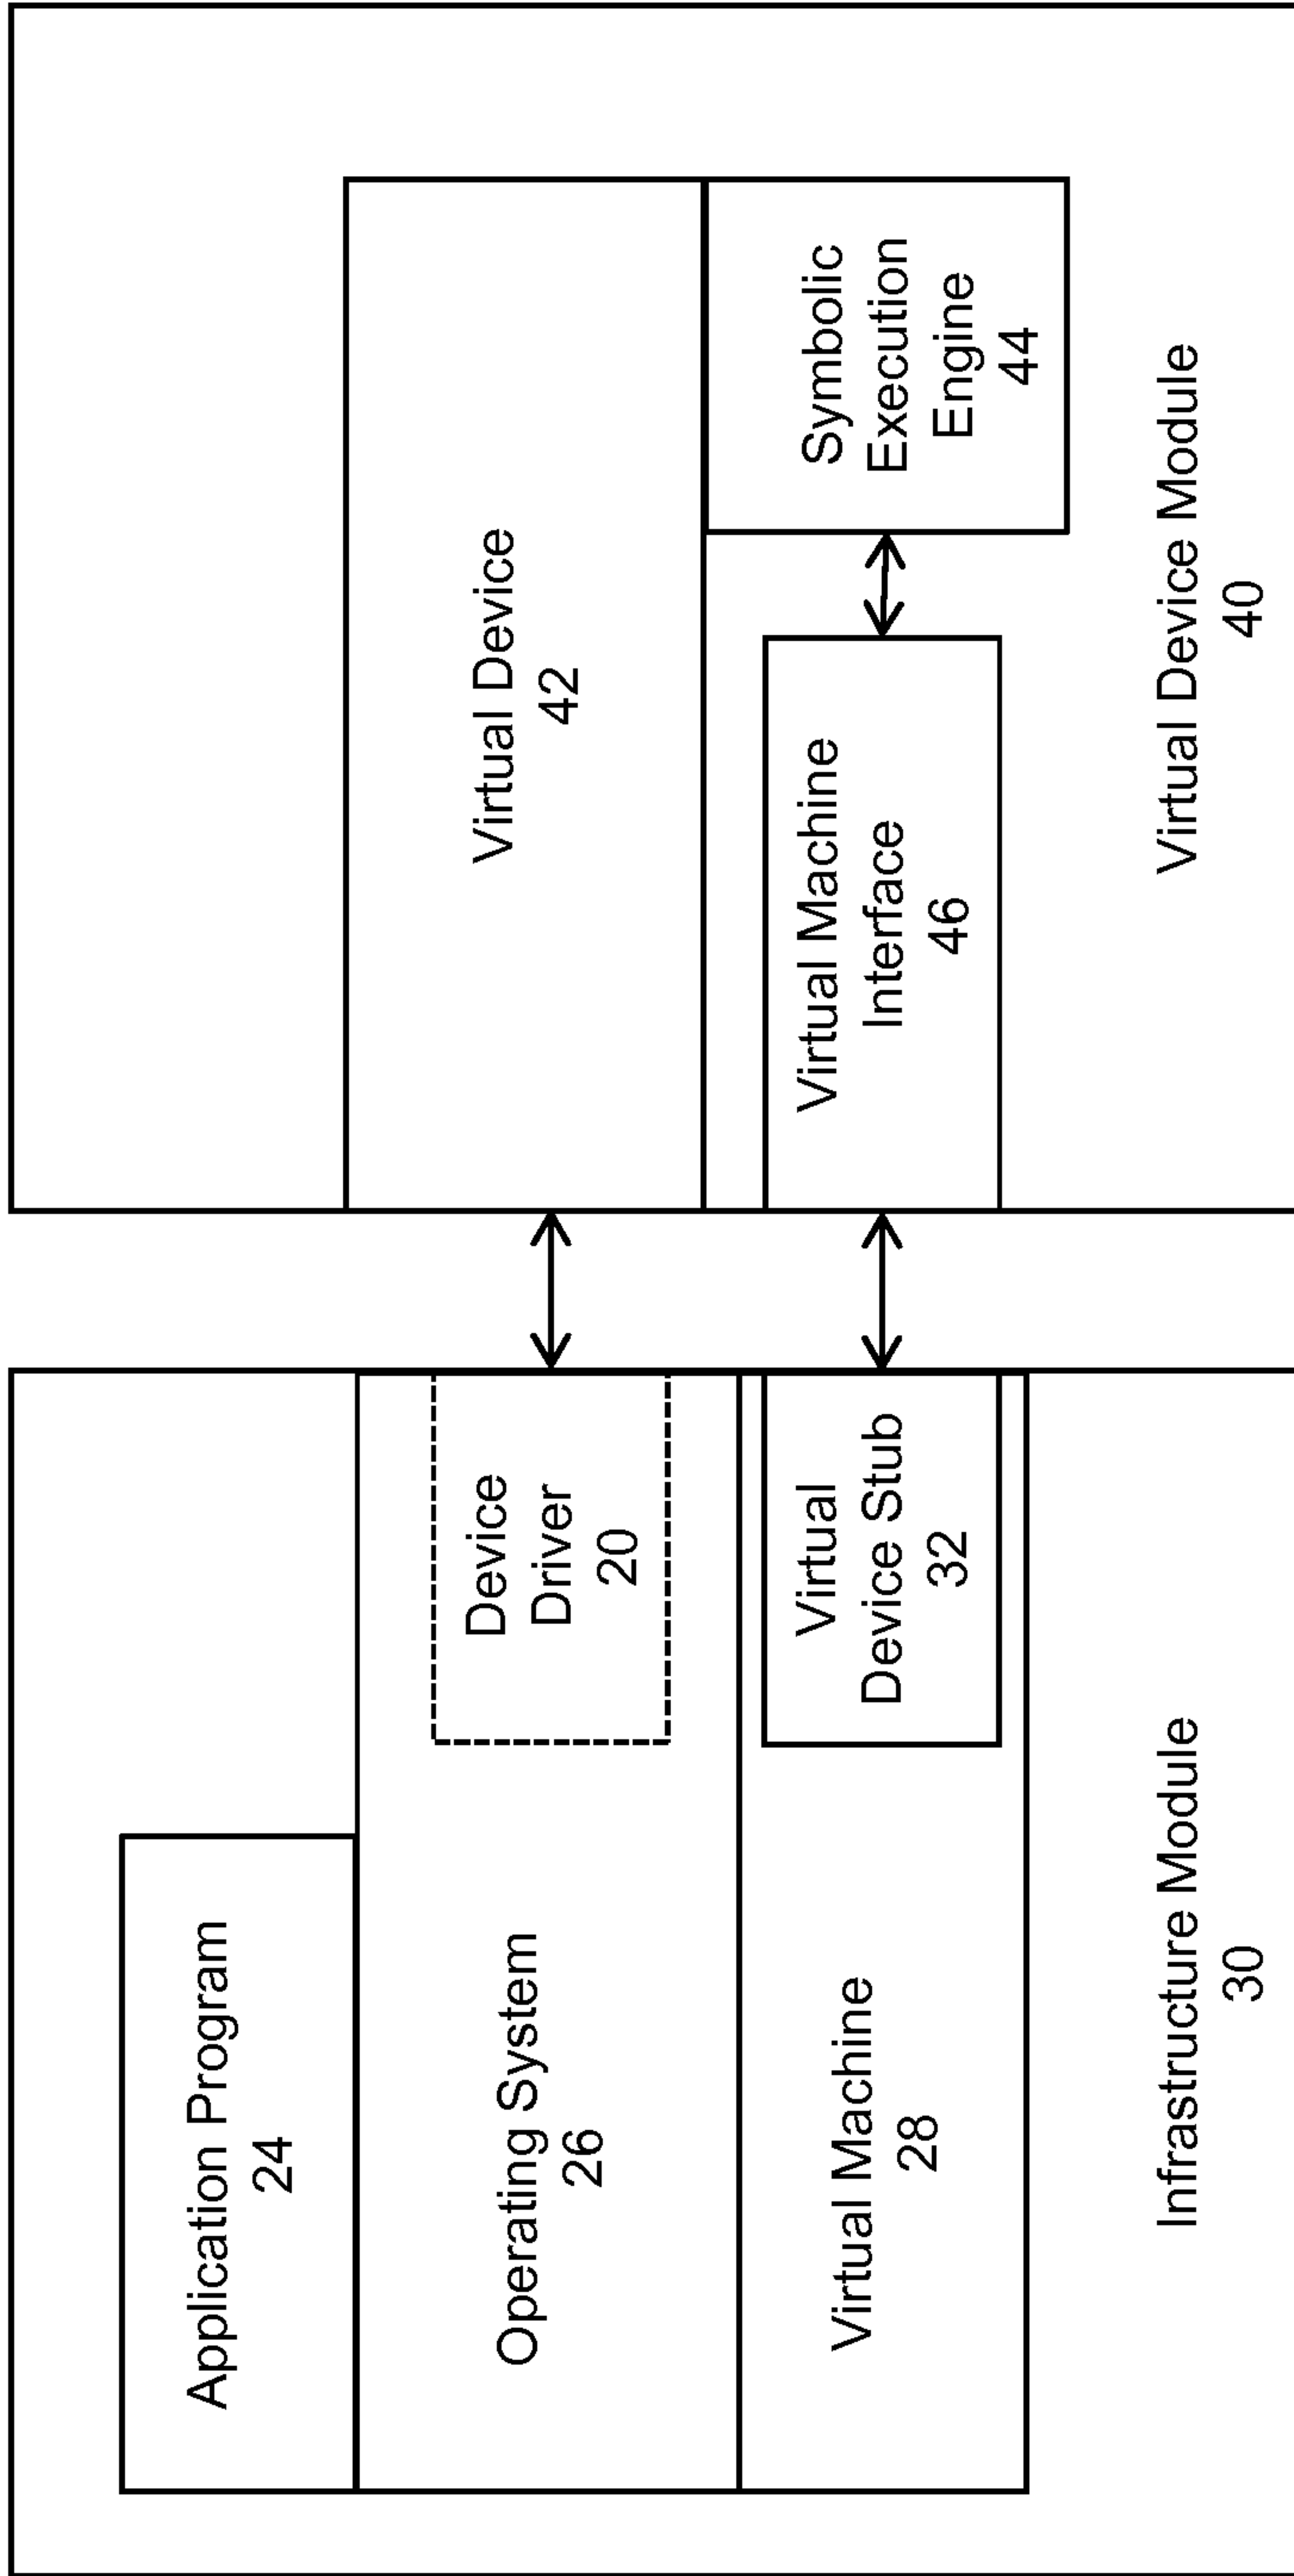 Application Program
24
Operating System
26
Device
Driver
20
Virtual Machine
28
Virtual
Device Stub
32
Infrastructure Module
30
Virtual Device
42
Virtual Machine
Interface
46
Symbolic
Execution
Engine
44
Virtual Device Module
40